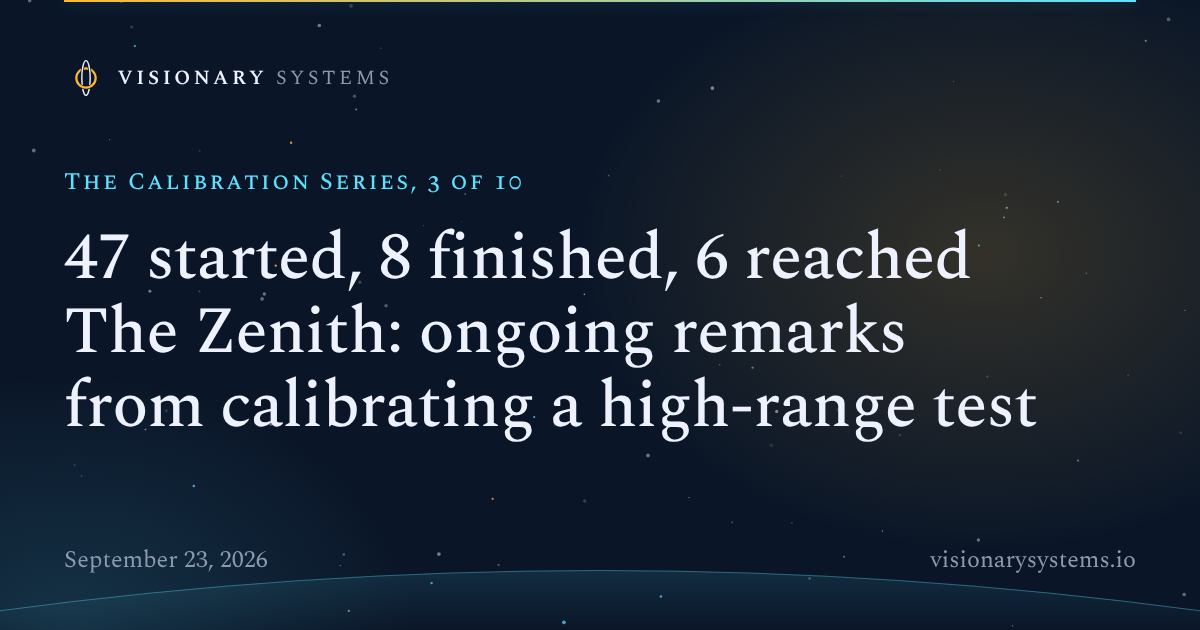 VISIONARY SYSTEMS
The Calibration Series, 3 of 10
47 started, 8 finished, 6 reached
The Zenith: ongoing remarks
from calibrating a high-range test
September 23, 2026
visionarysystems.io